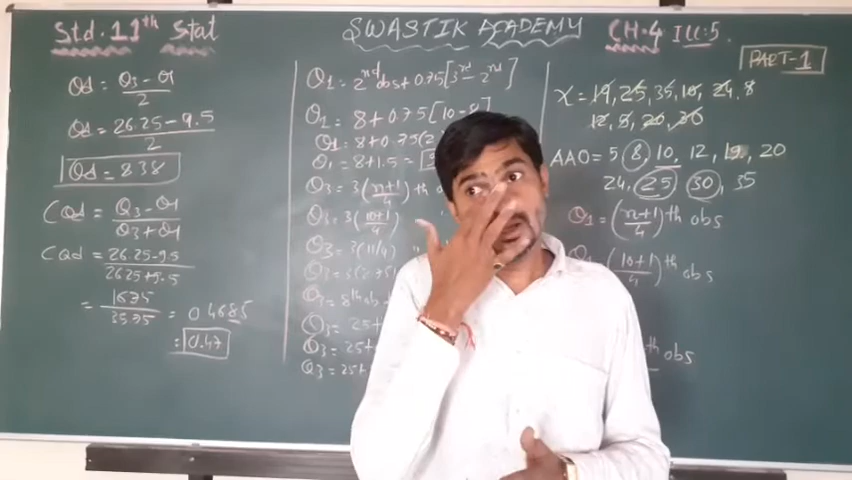 Std. 11th Stat
SWASTIK ACADEMY
CH-4 Ill:5.
PART-1
Qd = Q3 - Q1 / 2
Qd = 26.25 - 9.5 / 2
Qd = 8.38
CQd = Q3 - Q1 / Q3 + Q1
CQd = 26.25 - 9.5 / 26.25 + 9.5
= 1675 / 3575 = 0.4685
= 0.47
Q1 = 2nd obs + 0.75 [3rd - 2nd]
Q1 = 8 + 0.75 [10 - 8]
Q1 = 8 + 0.75 (2
Q1 = 8 + 1.5 =
Q3 = 3 (n+1 / 4) th
Q3 = 3 (10+1 / 4)
Q3 = 3 (11/4)
Q3 = 3 (2.75)
Q3 = 8th ob
Q3 = 25+
Q3 = 25+
Q3 = 25+
X = 19, 25, 35, 10, 24, 8
12, 5, 20, 30
AAO = 5 8, 10, 12, 19, 20
24, 25 30, 35
Q1 = (n+1 / 4) th obs
(10+1 / 4) th obs
th obs